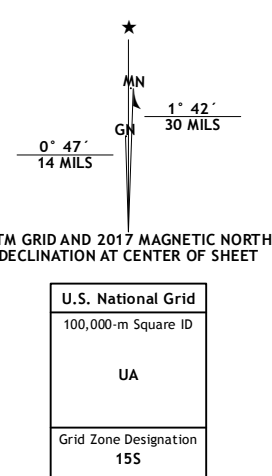 ★
MN
1° 42´
30 MILS
GN
0° 47´
14 MILS
TM GRID AND 2017 MAGNETIC NORTH
DECLINATION AT CENTER OF SHEET
U.S. National Grid
100,000-m Square ID
UA
Grid Zone Designation
15S